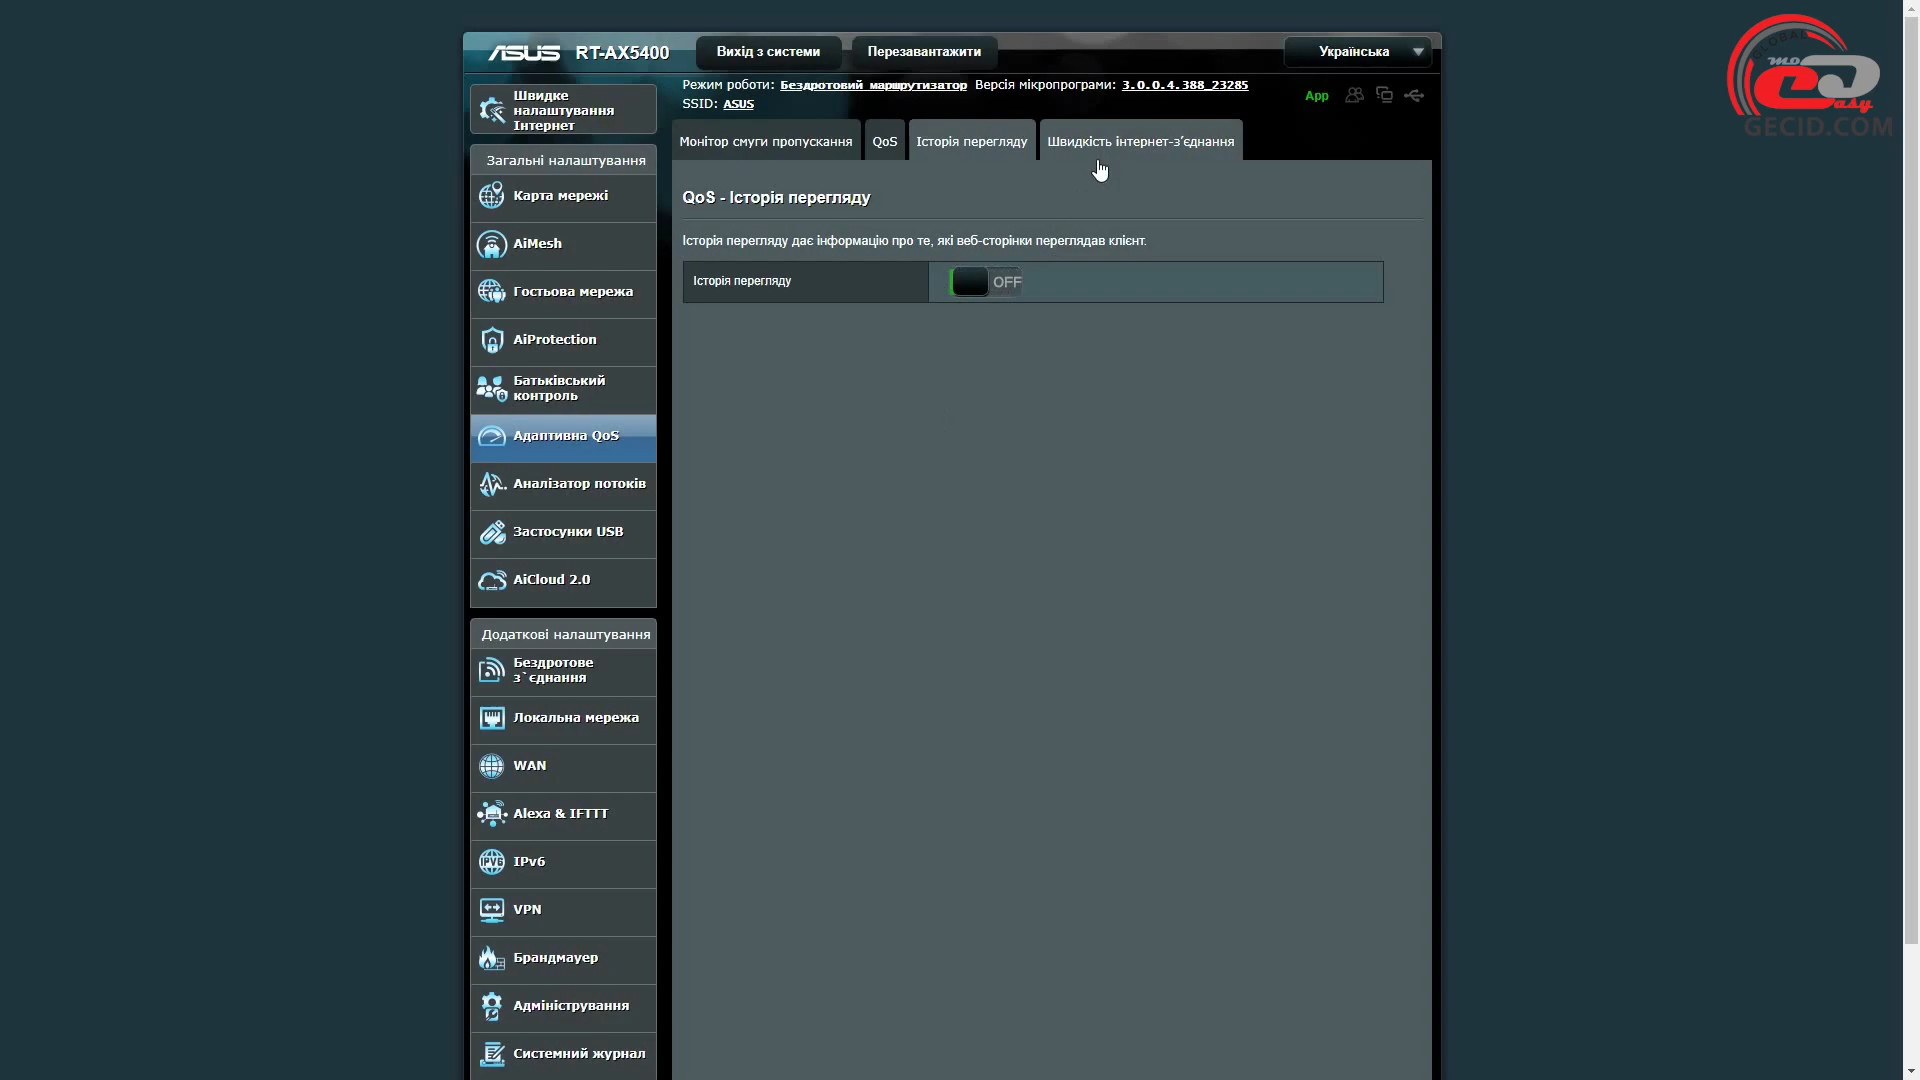 ASUS RT-AX5400 Вихід з системи Перезавантажити Українська
GLOBAL
easy
GECID.COM
Режим роботи: Бездротовий маршрутизатор Версія мікропрограми: 3.0.0.4.388_23285
SSID: ASUS
App
Швидке
налаштування
Інтернет
Загальні налаштування
Карта мережі
AiMesh
Гостьова мережа
AiProtection
Батьківський
контроль
Адаптивна QoS
Аналізатор потоків
Застосунки USB
AiCloud 2.0
Додаткові налаштування
Бездротове
з`єднання
Локальна мережа
WAN
Alexa & IFTTT
IPv6
VPN
Брандмауер
Адміністрування
Системний журнал
Монітор смуги пропускання QoS Історія перегляду Швидкість інтернет-з’єднання
QoS - Історія перегляду
Історія перегляду дає інформацію про те, які веб-сторінки переглядав клієнт.
Історія перегляду OFF